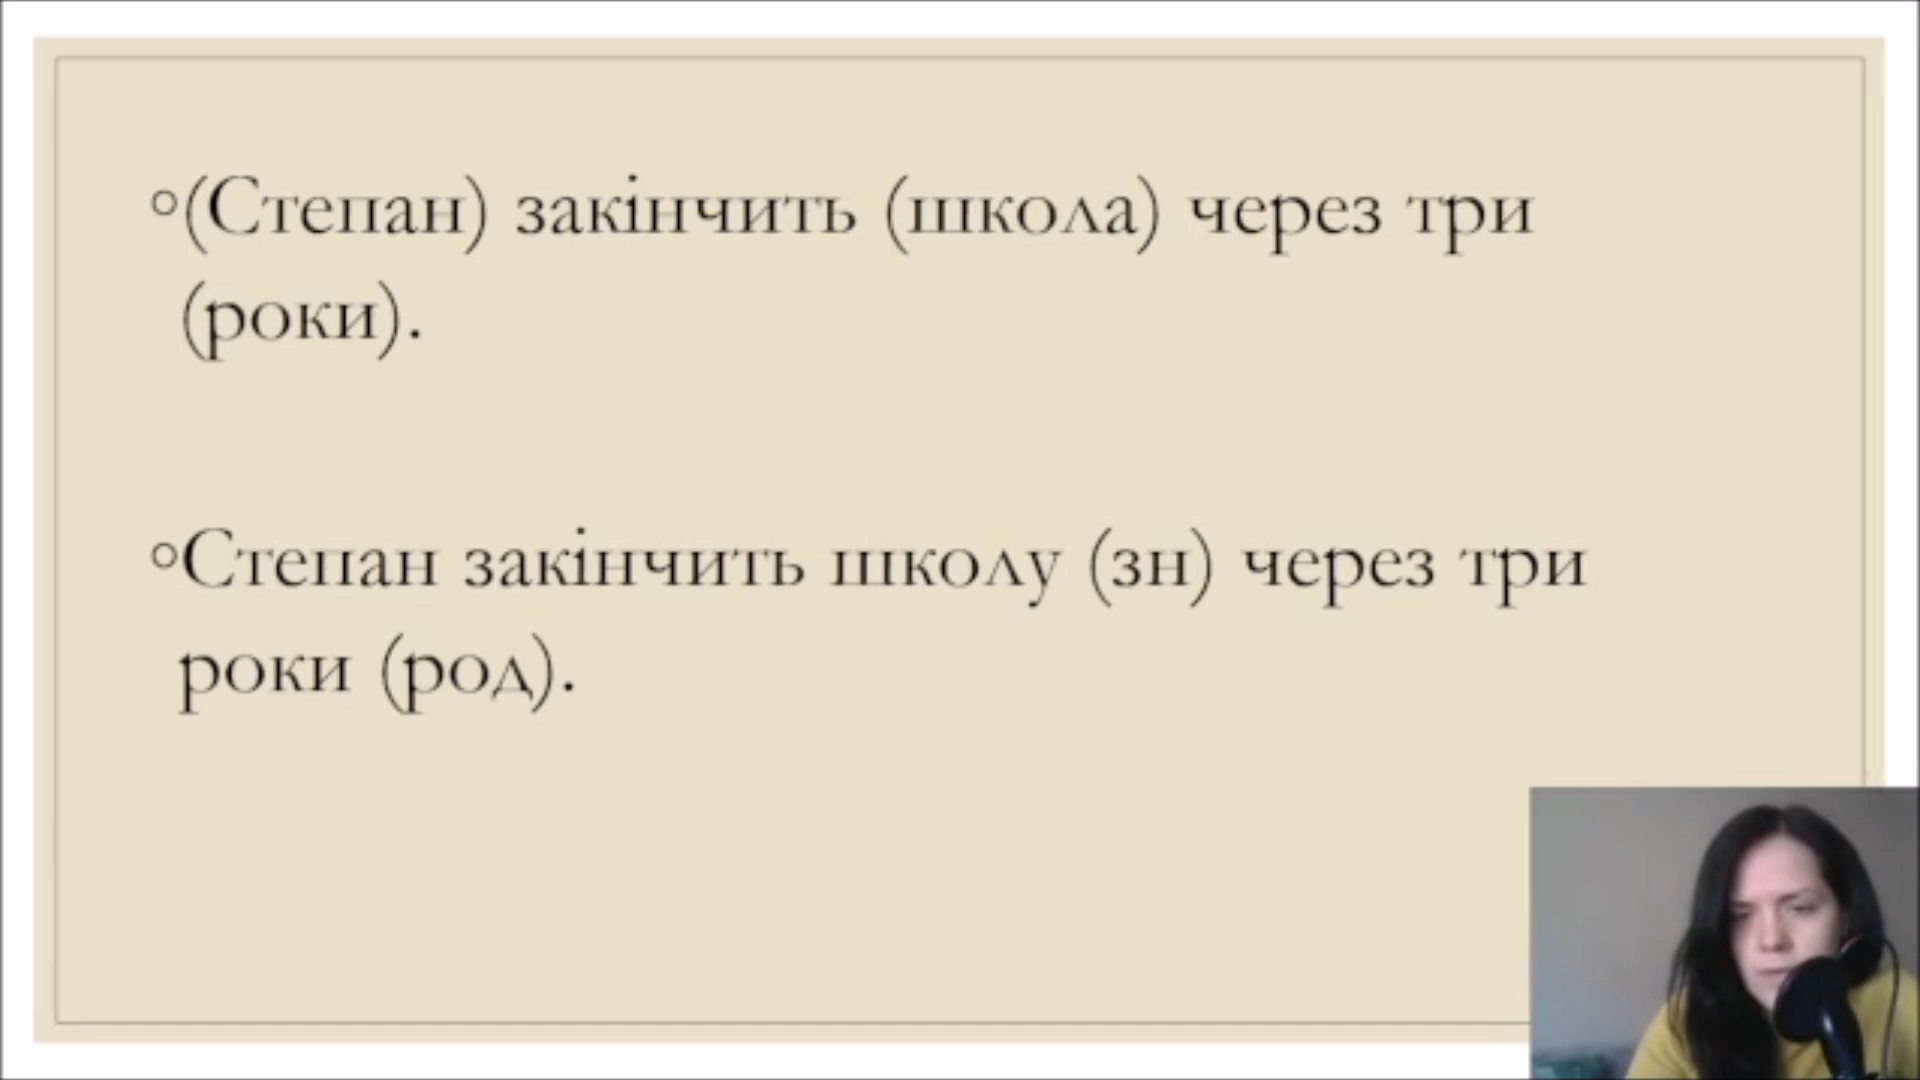 ◦(Степан) закінчить (школа) через три
(роки).
◦Степан закінчить школу (зн) через три
роки (род).